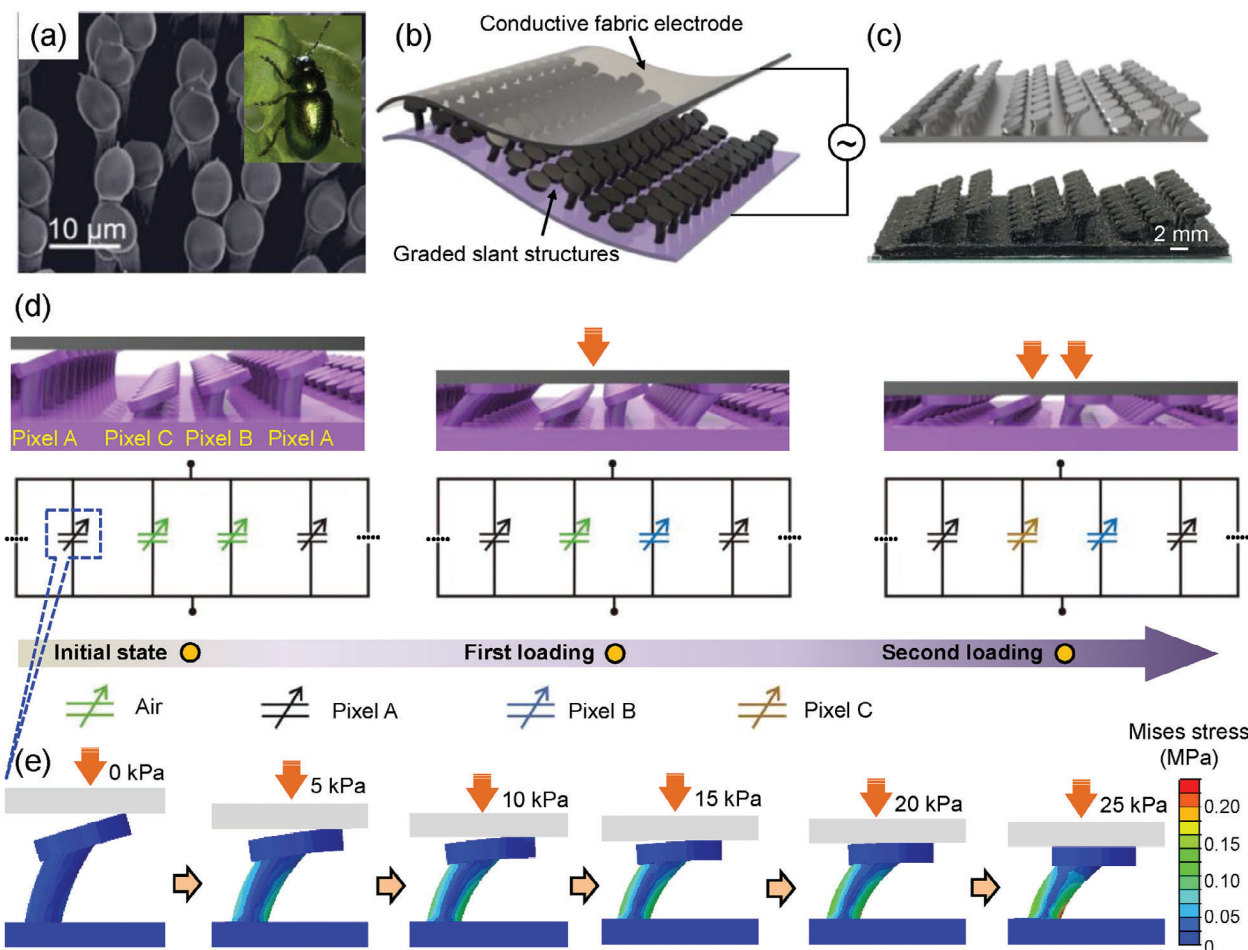 (a)
10 µm
(b)
Conductive fabric electrode
~
Graded slant structures
(c)
2 mm
(d)
Pixel A Pixel C Pixel B Pixel A
Initial state
First loading
Second loading
Air
Pixel A
Pixel B
Pixel C
(e)
0 kPa
5 kPa
10 kPa
15 kPa
20 kPa
25 kPa
Mises stress
(MPa)
0.20
0.15
0.10
0.05
0